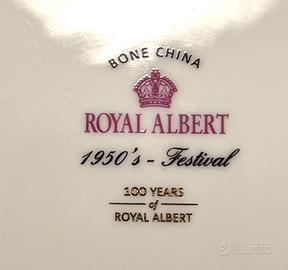 BONE CHINA
ROYAL ALBERT
1950's - Festival
100 YEARS
of
ROYAL ALBERT
subito